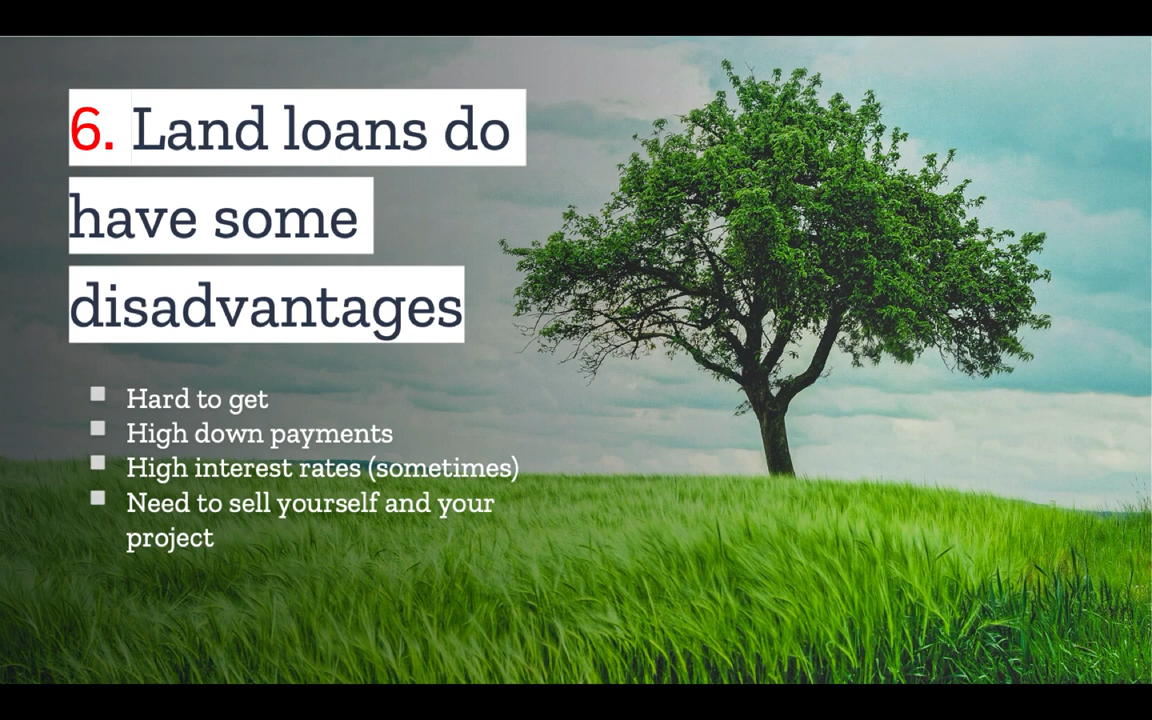 6. Land loans do
have some
disadvantages
Hard to get
High down payments
High interest rates (sometimes)
Need to sell yourself and your
project